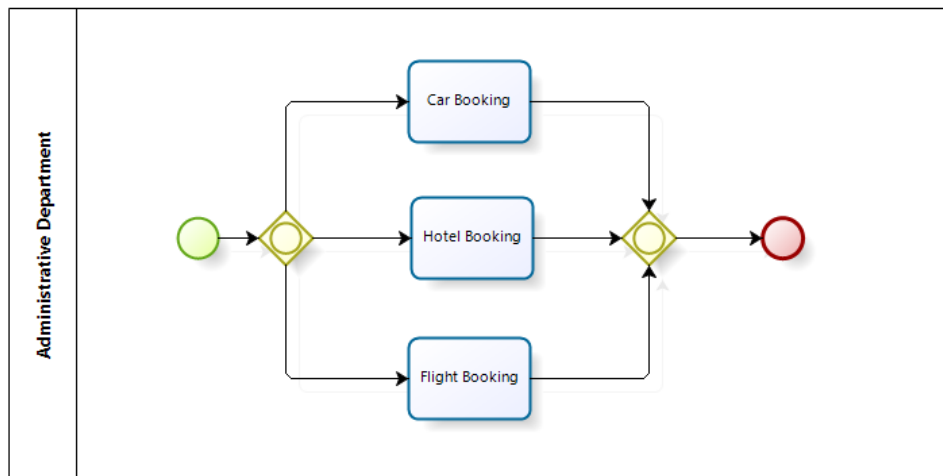 Administrative Department
Car Booking
Hotel Booking
Flight Booking